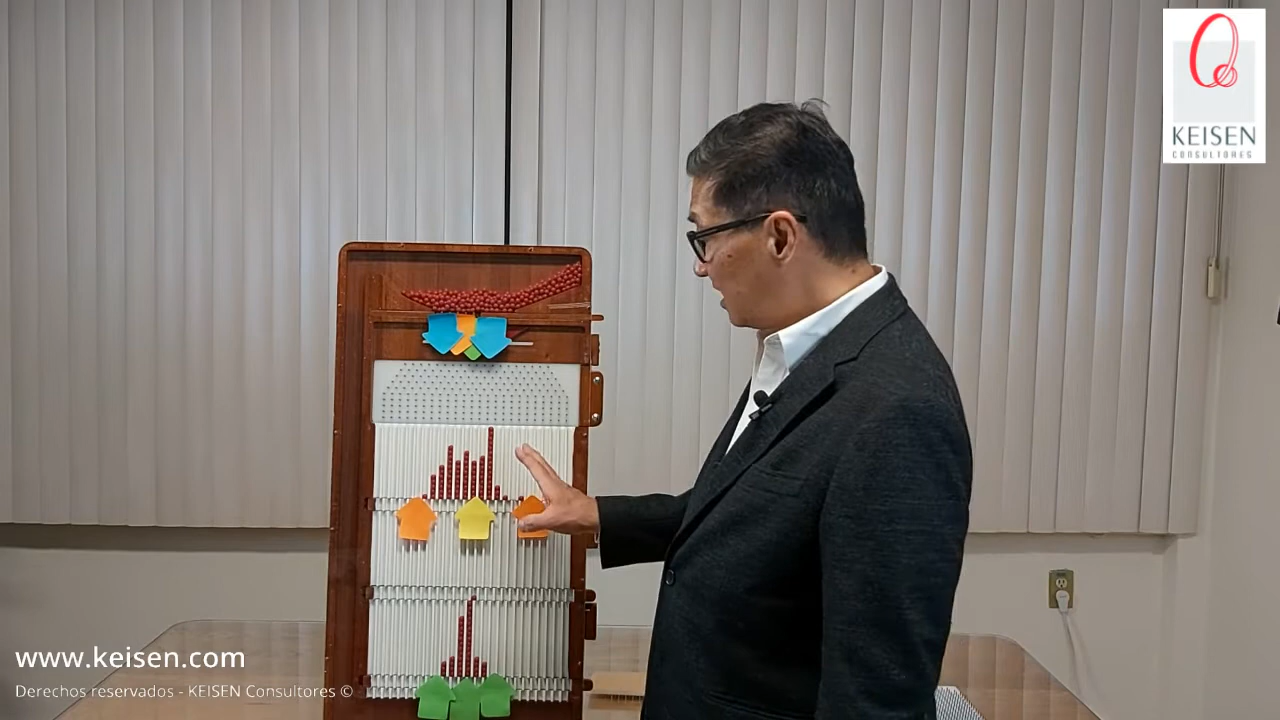 KEISEN
CONSULTORES
www.keisen.com
Derechos reservados - KEISEN Consultores ©